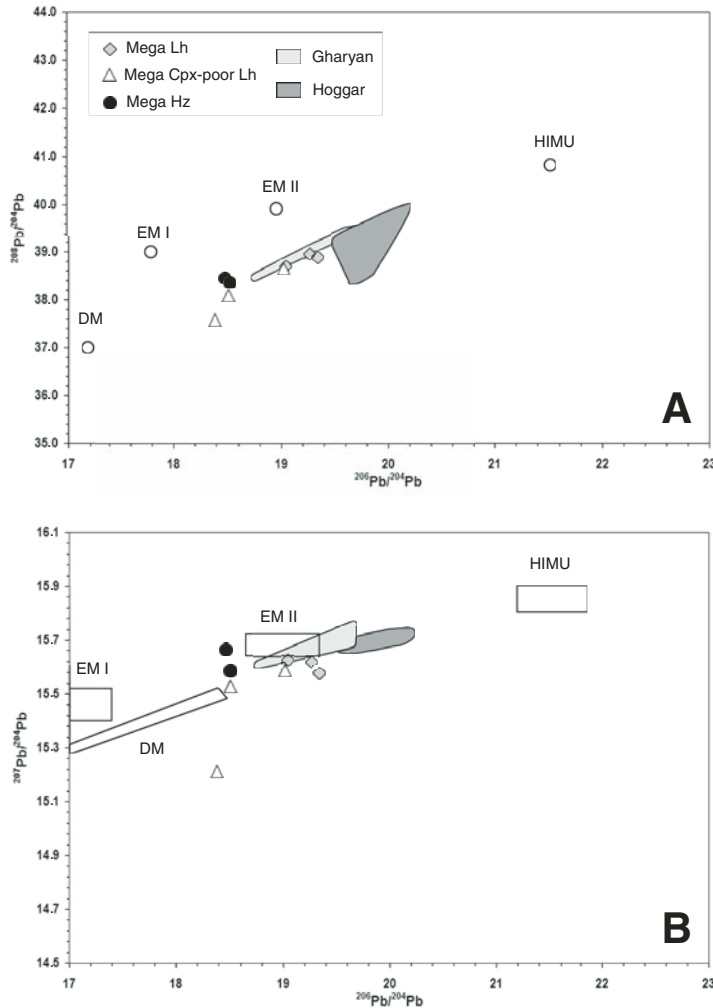 44.0
43.0
42.0
41.0
40.0
39.0
38.0
37.0
36.0
35.0
²⁰⁸Pb/²⁰⁴Pb
Mega Lh
Mega Cpx-poor Lh
Mega Hz
Gharyan
Hoggar
HIMU
EM II
EM I
DM
A
17 18 19 20 21 22 23
²⁰⁶Pb/²⁰⁴Pb
16.1
15.9
15.7
15.5
15.3
15.1
14.9
14.7
14.5
²⁰⁷Pb/²⁰⁴Pb
HIMU
EM II
EM I
DM
B
17 18 19 20 21 22 23
²⁰⁶Pb/²⁰⁴Pb